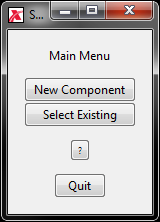 S...
Main Menu
New Component
Select Existing
?
Quit